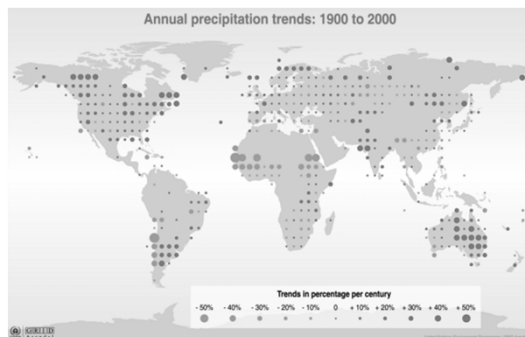 Annual precipitation trends: 1900 to 2000
Trends in percentage per century
- 50% - 40% - 30% - 20% - 10% 0 + 10% + 20% + 30% + 40% + 50%